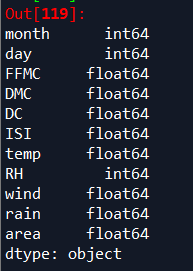 Out[119]:
month      int64
day        int64
FFMC     float64
DMC      float64
DC       float64
ISI      float64
temp     float64
RH         int64
wind     float64
rain     float64
area     float64
dtype: object